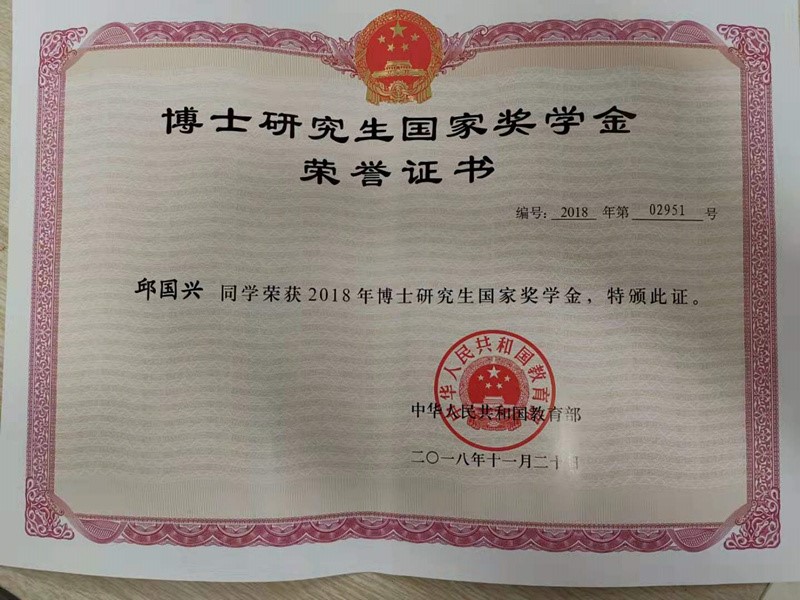 博士研究生国家奖学金
荣誉证书
编号: 2018 年第 02951 号
邱国兴 同学荣获2018年博士研究生国家奖学金，特颁此证。
中华人民共和国教育部
中华人民共和国教育部
二〇一八年十一月二十日